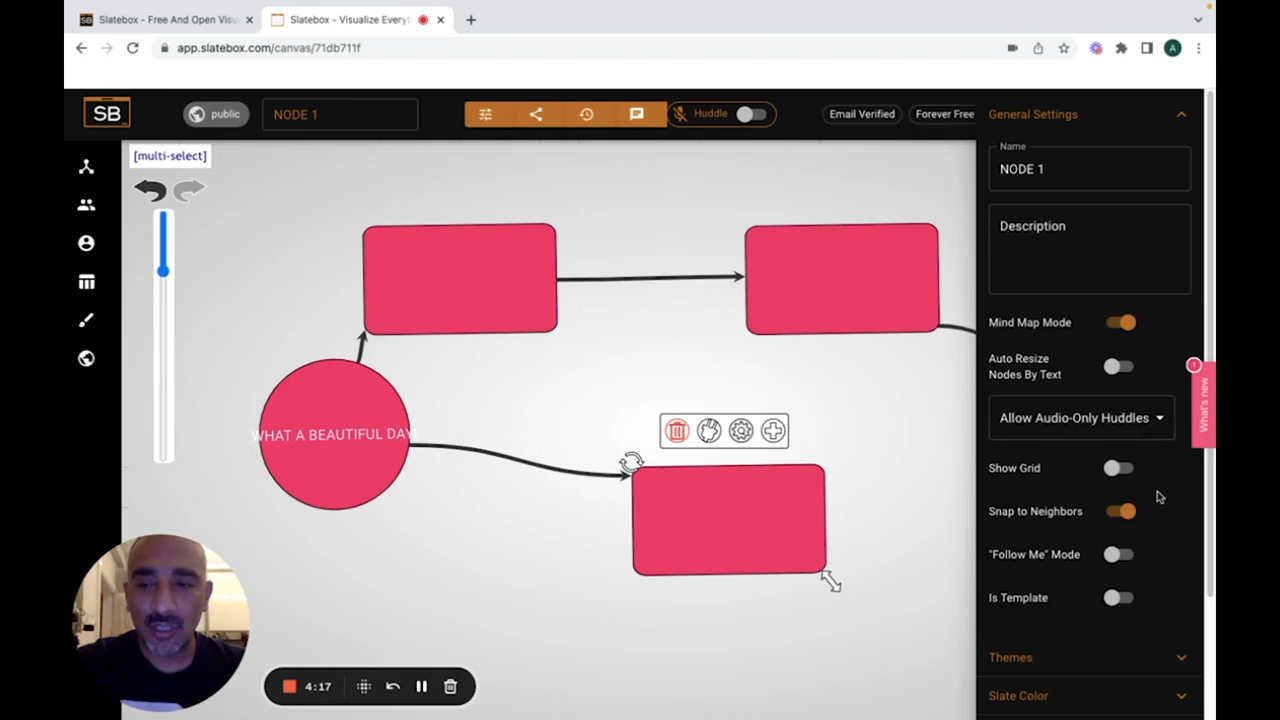 Slatebox - Free And Open Visu
Slatebox - Visualize Every
app.slatebox.com/canvas/71db711f
A
SB
public
NODE 1
Huddle
Email Verified
Forever Free
General Settings
[multi-select]
Name
NODE 1
Description
Mind Map Mode
Auto Resize
Nodes By Text
Allow Audio-Only Huddles
1
What's new
WHAT A BEAUTIFUL DAY!
Show Grid
Snap to Neighbors
"Follow Me" Mode
Is Template
Themes
Slate Color
4:17